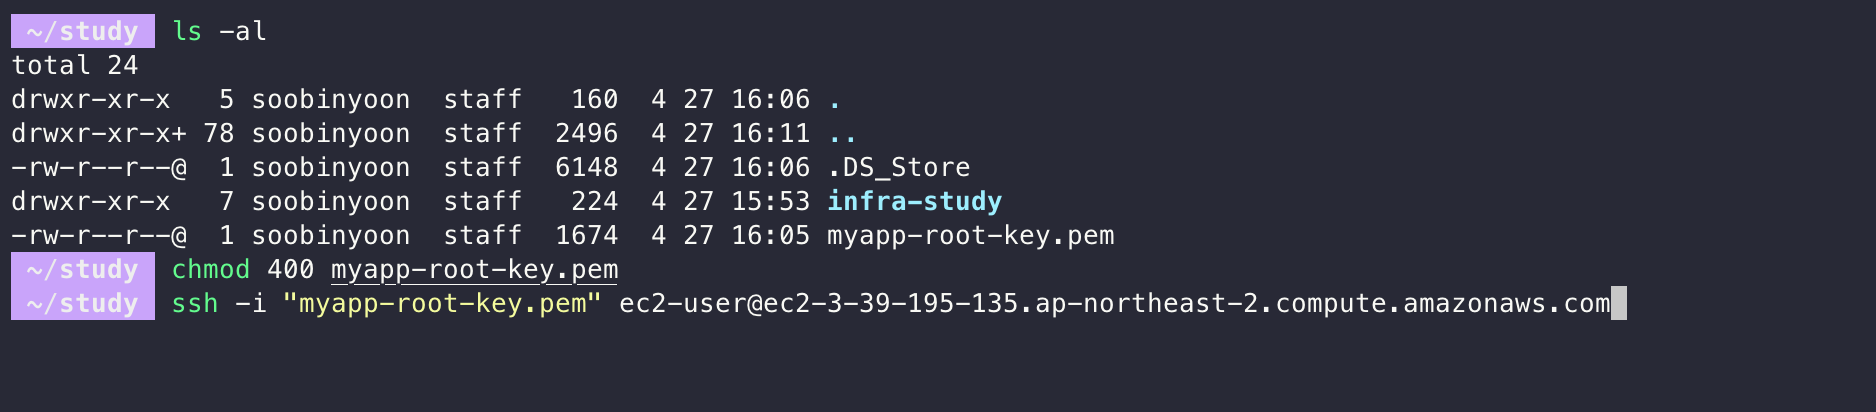 ~/study ls -al
total 24
drwxr-xr-x   5 soobinyoon  staff   160  4 27 16:06 .
drwxr-xr-x+ 78 soobinyoon  staff  2496  4 27 16:11 ..
-rw-r--r--@  1 soobinyoon  staff  6148  4 27 16:06 .DS_Store
drwxr-xr-x   7 soobinyoon  staff   224  4 27 15:53 infra-study
-rw-r--r--@  1 soobinyoon  staff  1674  4 27 16:05 myapp-root-key.pem
~/study chmod 400 myapp-root-key.pem
~/study ssh -i "myapp-root-key.pem" ec2-user@ec2-3-39-195-135.ap-northeast-2.compute.amazonaws.com